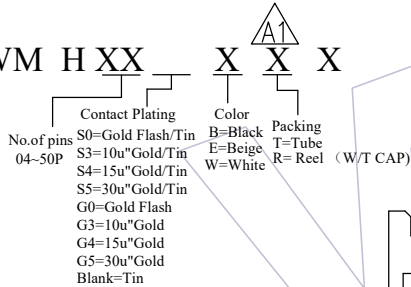 A1
VM H XX __ X X X
Contact Plating
S0=Gold Flash/Tin
S3=10u"Gold/Tin
S4=15u"Gold/Tin
S5=30u"Gold/Tin
G0=Gold Flash
G3=10u"Gold
G4=15u"Gold
G5=30u"Gold
Blank=Tin
No.of pins
04~50P
Color
B=Black
E=Beige
W=White
Packing
T=Tube
R= Reel （W/T CAP)